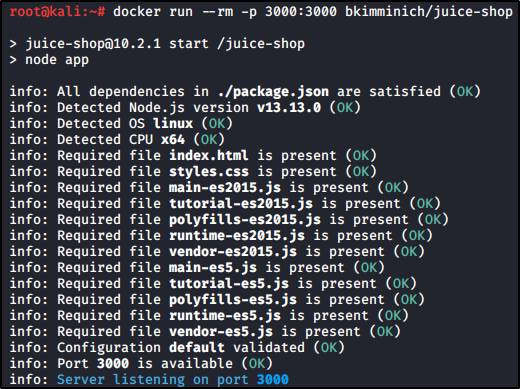 root@kali:~# docker run --rm -p 3000:3000 bkimminich/juice-shop
> juice-shop@10.2.1 start /juice-shop
> node app
info: All dependencies in ./package.json are satisfied (OK)
info: Detected Node.js version v13.13.0 (OK)
info: Detected OS linux (OK)
info: Detected CPU x64 (OK)
info: Required file index.html is present (OK)
info: Required file styles.css is present (OK)
info: Required file main-es2015.js is present (OK)
info: Required file tutorial-es2015.js is present (OK)
info: Required file polyfills-es2015.js is present (OK)
info: Required file runtime-es2015.js is present (OK)
info: Required file vendor-es2015.js is present (OK)
info: Required file main-es5.js is present (OK)
info: Required file tutorial-es5.js is present (OK)
info: Required file polyfills-es5.js is present (OK)
info: Required file runtime-es5.js is present (OK)
info: Required file vendor-es5.js is present (OK)
info: Configuration default validated (OK)
info: Port 3000 is available (OK)
info: Server listening on port 3000